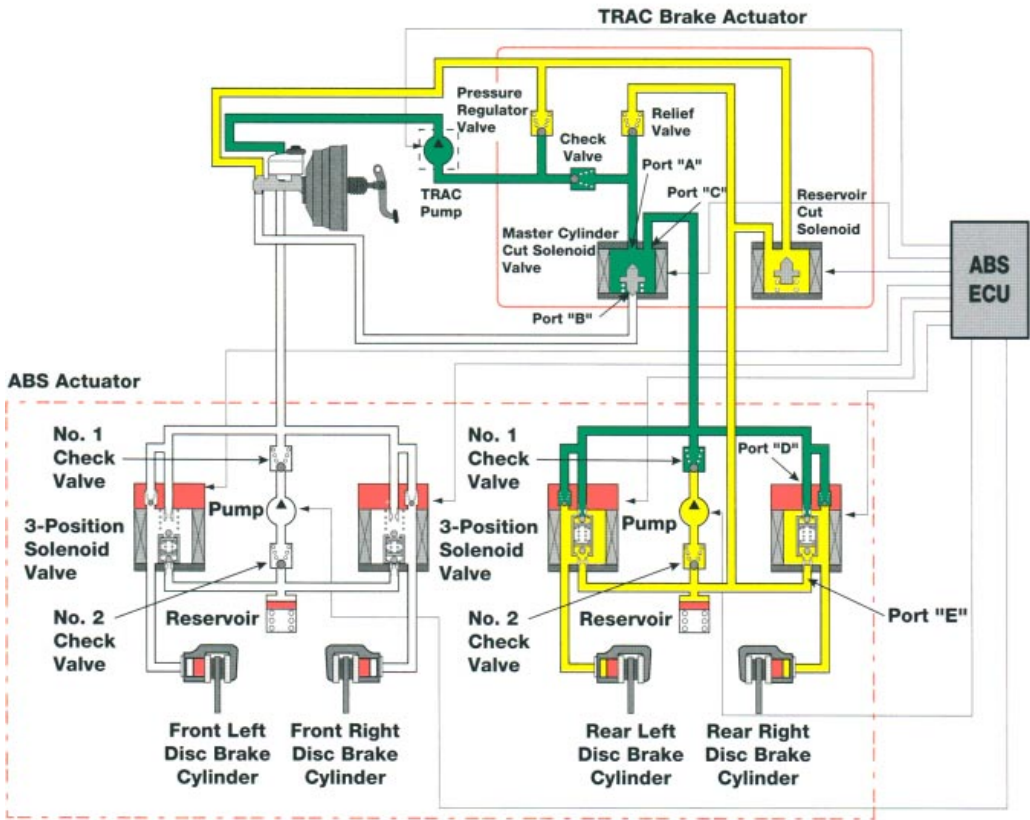 TRAC Brake Actuator
Pressure
Regulator
Valve
Relief
Valve
Check
Valve
Port "A"
Port "C"
TRAC
Pump
Reservoir
Cut
Solenoid
Master Cylinder
Cut Solenoid
Valve
Port "B"
ABS
ECU
ABS Actuator
No. 1
Check
Valve
Pump
3-Position
Solenoid
Valve
No. 2
Check
Valve
Reservoir
Front Left
Disc Brake
Cylinder
Front Right
Disc Brake
Cylinder
No. 1
Check
Valve
Port "D"
Pump
3-Position
Solenoid
Valve
No. 2
Check
Valve
Reservoir
Port "E"
Rear Left
Disc Brake
Cylinder
Rear Right
Disc Brake
Cylinder